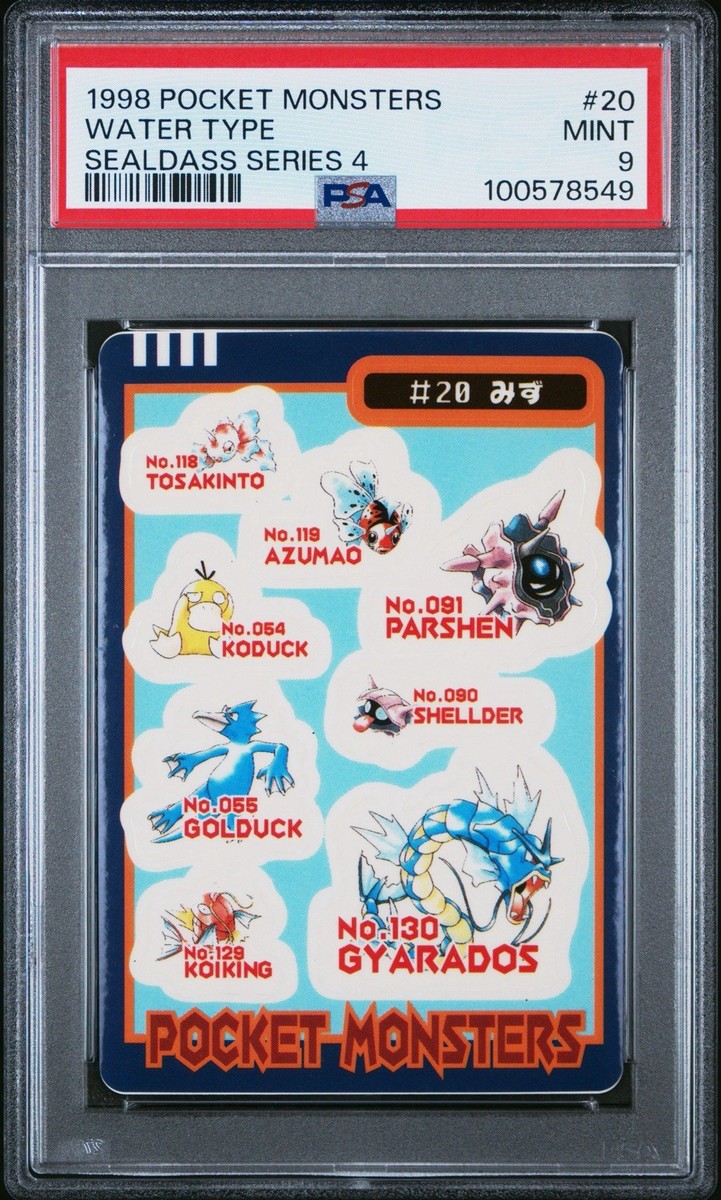 1998 POCKET MONSTERS #20
WATER TYPE MINT
SEALDASS SERIES 4 9
PSA 100578549
#20 みず
No.118
TOSAKINTO
No.119
AZUMAO
No.091
PARSHEN
No.054
KODUCK
No.090
SHELLDER
No.055
GOLDUCK
No.130
GYARADOS
No.129
KOIKING
POCKET MONSTERS